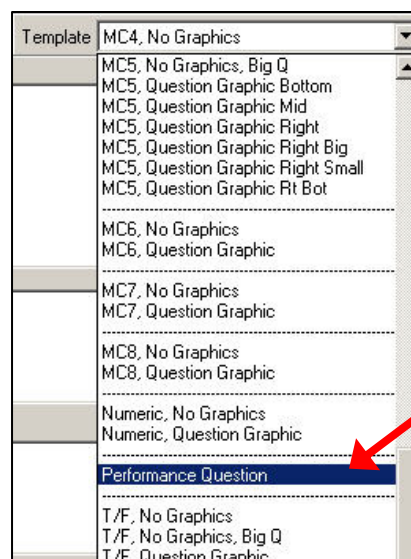 Template MC4, No Graphics
MC5, No Graphics, Big Q
MC5, Question Graphic Bottom
MC5, Question Graphic Mid
MC5, Question Graphic Right
MC5, Question Graphic Right Big
MC5, Question Graphic Right Small
MC5, Question Graphic Rt Bot
MC6, No Graphics
MC6, Question Graphic
MC7, No Graphics
MC7, Question Graphic
MC8, No Graphics
MC8, Question Graphic
Numeric, No Graphics
Numeric, Question Graphic
Performance Question
T/F, No Graphics
T/F, No Graphics, Big Q
T/F, Question Graphic